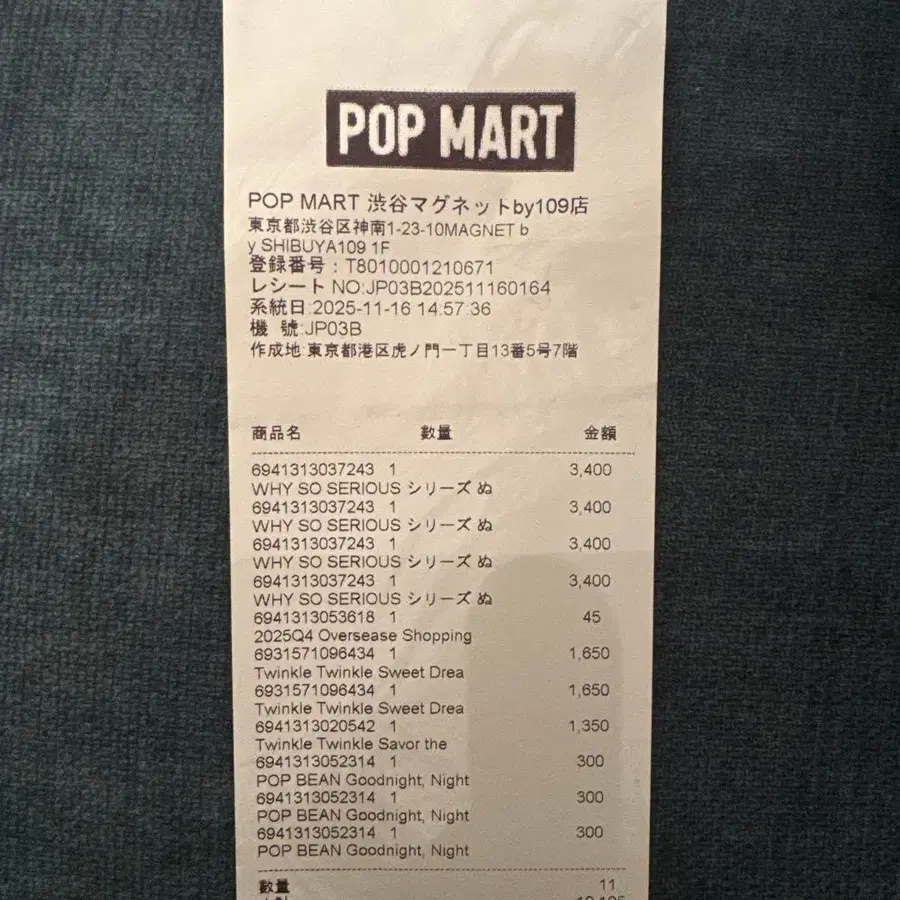 POP MART
POP MART 渋谷マグネットby109店
東京都渋谷区神南1-23-10MAGNET b
y SHIBUYA109 1F
登録番号：T8010001210671
レシート NO:JP03B202511160164
系統日:2025-11-16 14:57:36
機 號:JP03B
作成地:東京都港区虎ノ門一丁目13番5号7階
商品名 数量 金額
6941313037243 1 3,400
WHY SO SERIOUS シリーズ ぬ
6941313037243 1 3,400
WHY SO SERIOUS シリーズ ぬ
6941313037243 1 3,400
WHY SO SERIOUS シリーズ ぬ
6941313037243 1 3,400
WHY SO SERIOUS シリーズ ぬ
6941313053618 1 45
2025Q4 Oversease Shopping
6931571096434 1 1,650
Twinkle Twinkle Sweet Drea
6931571096434 1 1,650
Twinkle Twinkle Sweet Drea
6941313020542 1 1,350
Twinkle Twinkle Savor the
6941313052314 1 300
POP BEAN Goodnight, Night
6941313052314 1 300
POP BEAN Goodnight, Night
6941313052314 1 300
POP BEAN Goodnight, Night
數量 11